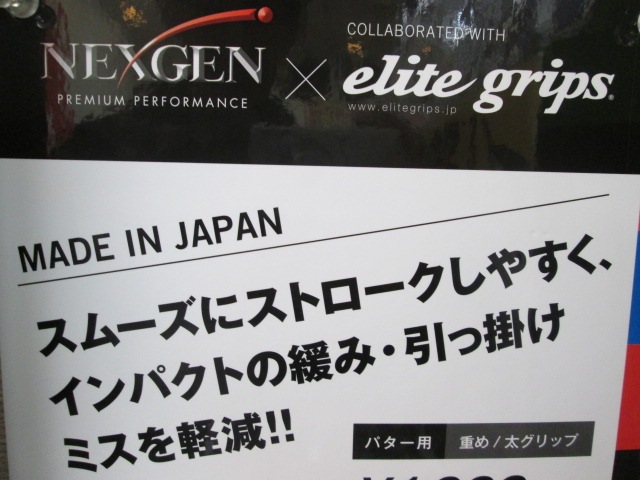 NEXGEN
PREMIUM PERFORMANCE
×
COLLABORATED WITH
elite grips®
www.elitegrips.jp
MADE IN JAPAN
スムーズにストロークしやすく、
インパクトの緩み・引っ掛け
ミスを軽減!!
パター用 重め/太グリップ